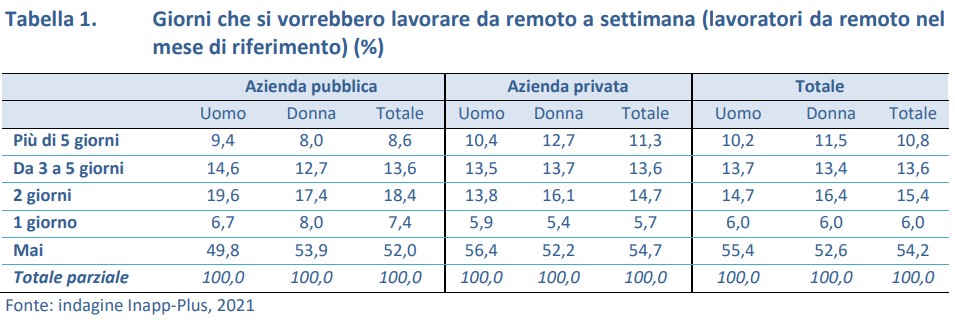 Tabella 1. Giorni che si vorrebbero lavorare da remoto a settimana (lavoratori da remoto nel
mese di riferimento) (%)
Azienda pubblica Azienda privata Totale
Uomo Donna Totale Uomo Donna Totale Uomo Donna Totale
Più di 5 giorni 9,4 8,0 8,6 10,4 12,7 11,3 10,2 11,5 10,8
Da 3 a 5 giorni 14,6 12,7 13,6 13,5 13,7 13,6 13,7 13,4 13,6
2 giorni 19,6 17,4 18,4 13,8 16,1 14,7 14,7 16,4 15,4
1 giorno 6,7 8,0 7,4 5,9 5,4 5,7 6,0 6,0 6,0
Mai 49,8 53,9 52,0 56,4 52,2 54,7 55,4 52,6 54,2
Totale parziale 100,0 100,0 100,0 100,0 100,0 100,0 100,0 100,0 100,0
Fonte: indagine Inapp-Plus, 2021